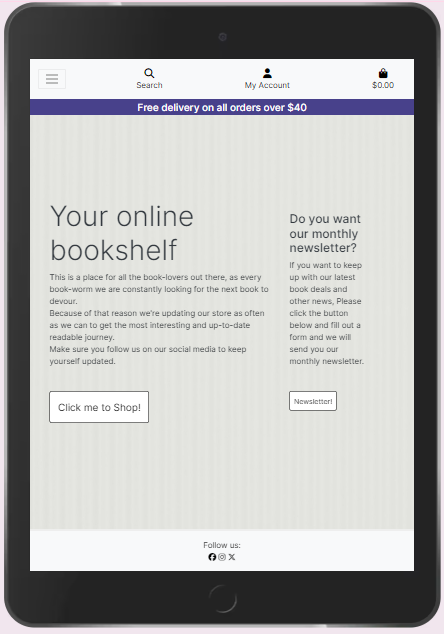 Search
My Account
$0.00
Free delivery on all orders over $40
Your online
bookshelf
This is a place for all the book-lovers out there, as every
book-worm we are constantly looking for the next book to
devour.
Because of that reason we're updating our store as often
as we can to get the most interesting and up-to-date
readable journey.
Make sure you follow us on our social media to keep
yourself updated.
Click me to Shop!
Do you want
our monthly
newsletter?
If you want to keep
up with our latest
book deals and
other news, Please
click the button
below and fill out a
form and we will
send you our
monthly newsletter.
Newsletter!
Follow us: